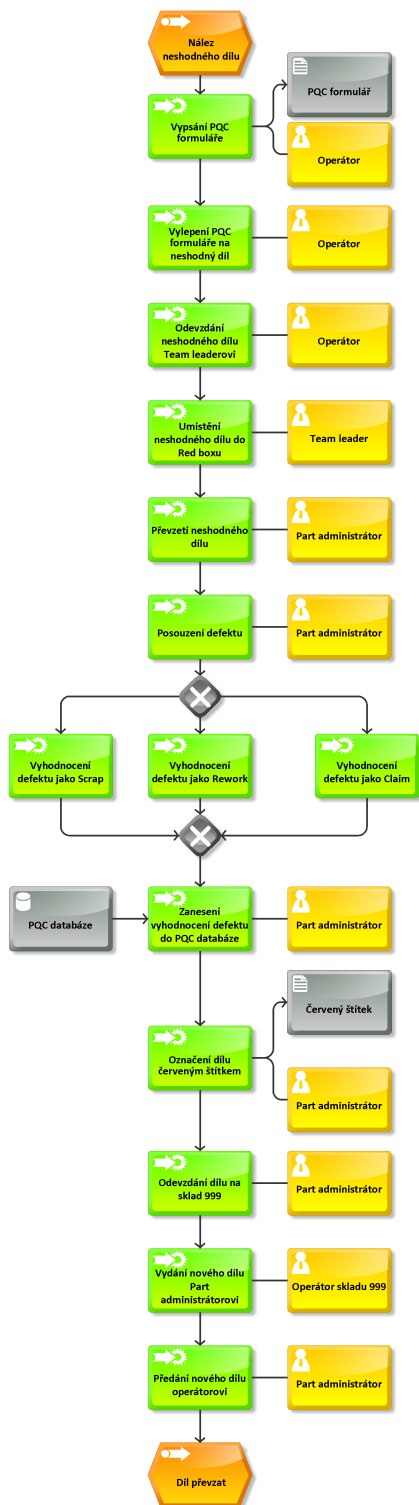 Nález
neshodného dílu
PQC formulář
Vypsání PQC
formuláře
Operátor
Vylepení PQC
formuláře na
neshodný díl
Operátor
Odevzdání
neshodného dílu
Team leaderovi
Operátor
Umístění
neshodného dílu do
Red boxu
Team leader
Převzetí neshodného
dílu
Part administrátor
Posouzení defektu
Part administrátor
Vyhodnocení
defektu jako Scrap
Vyhodnocení
defektu jako Rework
Vyhodnocení
defektu jako Claim
PQC databáze
Zanesení
vyhodnocení defektu
do PQC databáze
Part administrátor
Červený štítek
Označení dílu
červeným štítkem
Part administrátor
Odevzdání dílu na
sklad 999
Part administrátor
Vydání nového dílu
Part
administrátorovi
Operátor skladu 999
Předání nového dílu
operátorovi
Part administrátor
Díl převzat